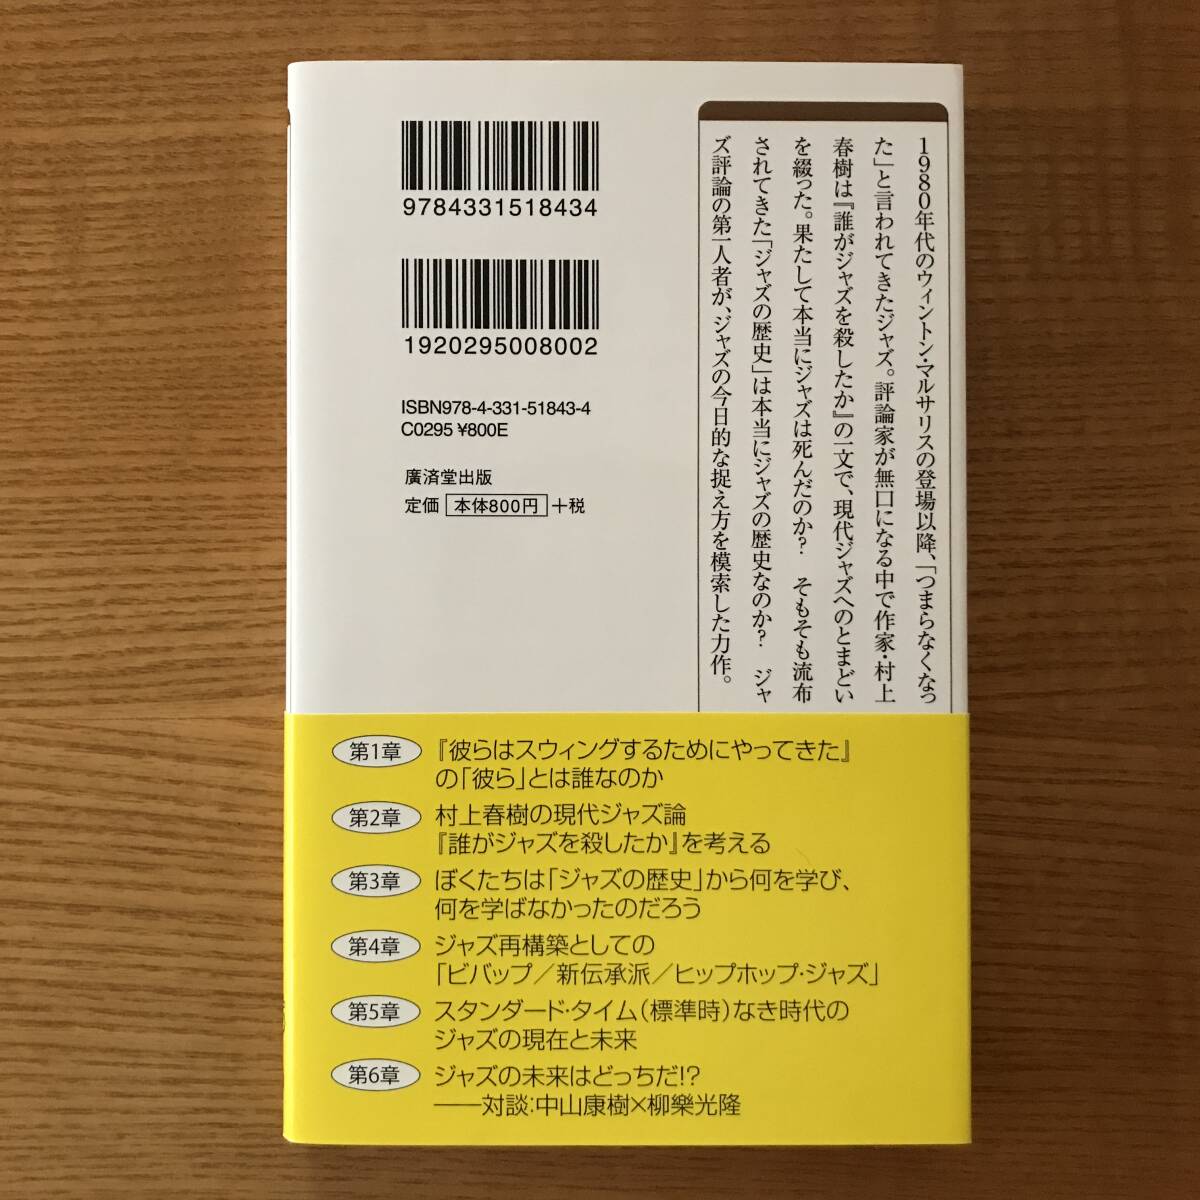 9784331518434
1920295008002
ISBN978-4-331-51843-4
C0295 ¥800E
廣済堂出版
定価 本体800円 +税
1980年代のウィントン・マルサリスの登場以降、「つまらなくなっ
た」と言われてきたジャズ。評論家が無口になる中で作家・村上
春樹は『誰がジャズを殺したか』の一文で、現代ジャズへのとまどい
を綴った。果たして本当にジャズは死んだのか? そもそも流布
されてきた「ジャズの歴史」は本当にジャズの歴史なのか? ジャ
ズ評論の第一人者が、ジャズの今日的な捉え方を模索した力作。
第1章 『彼らはスウィングするためにやってきた』
の「彼ら」とは誰なのか
第2章 村上春樹の現代ジャズ論
『誰がジャズを殺したか』を考える
第3章 ぼくたちは「ジャズの歴史」から何を学び、
何を学ばなかったのだろう
第4章 ジャズ再構築としての
「ビバップ/新伝承派/ヒップホップ・ジャズ」
第5章 スタンダード・タイム(標準時)なき時代の
ジャズの現在と未来
第6章 ジャズの未来はどっちだ!?
——対談:中山康樹×柳樂光隆